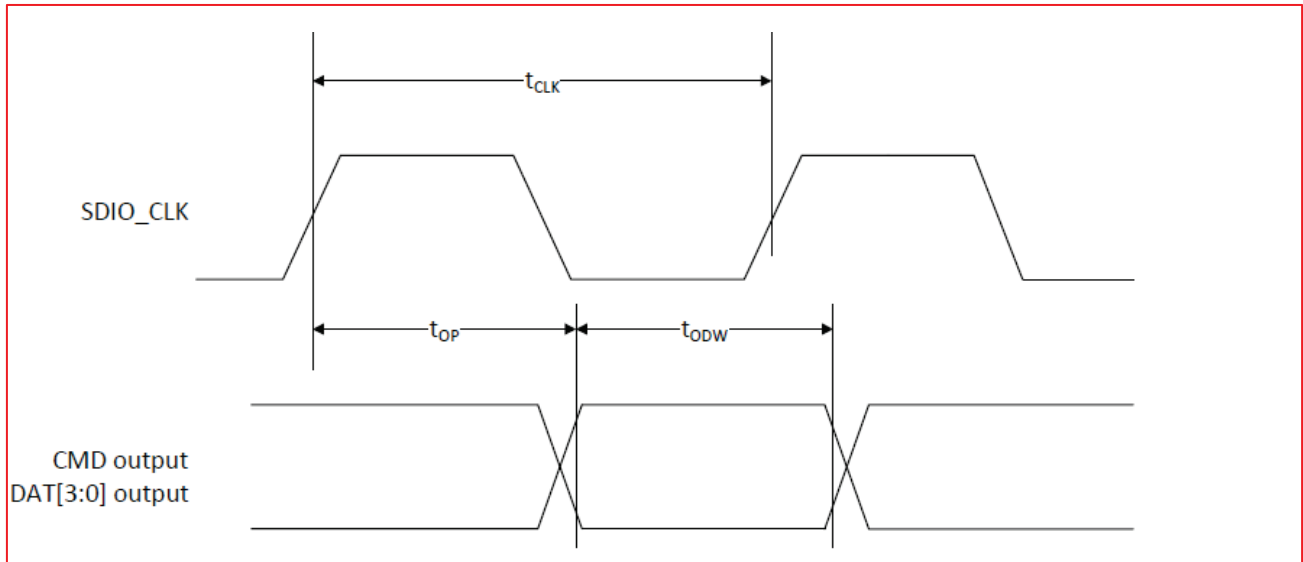 tCLK
SDIO_CLK
tOP
tODW
CMD output
DAT[3:0] output